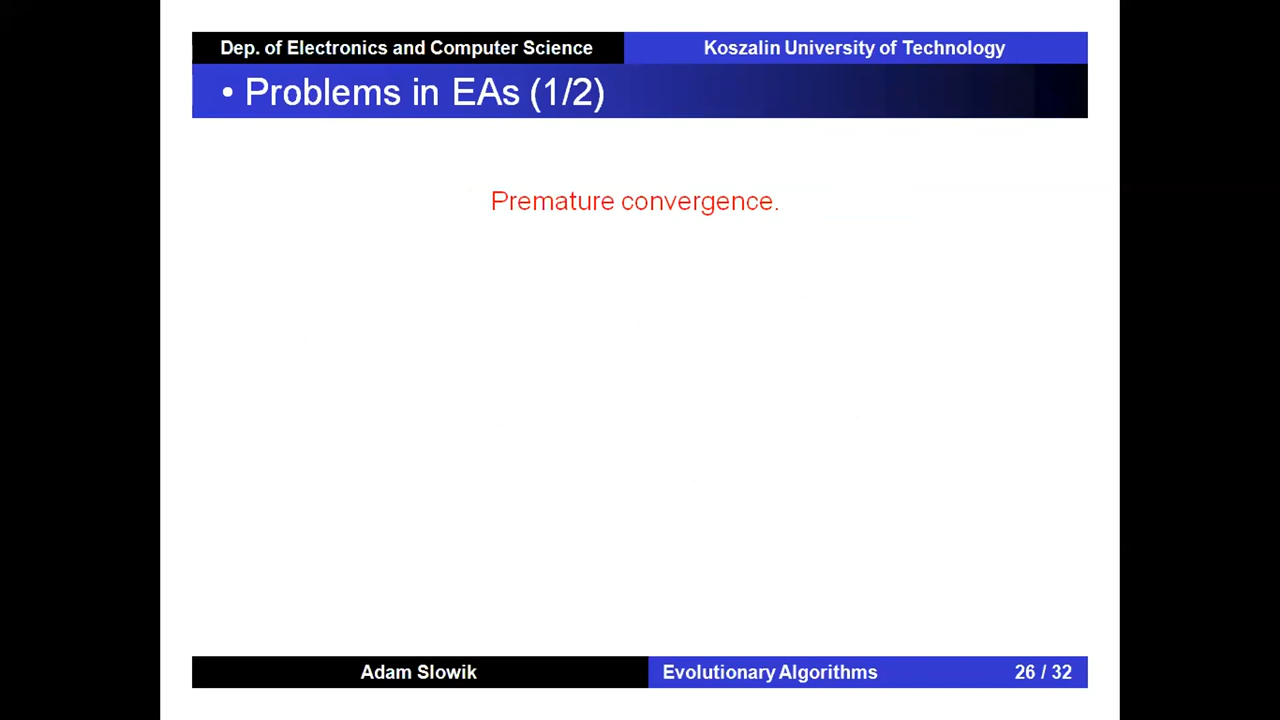 Dep. of Electronics and Computer Science
Koszalin University of Technology
• Problems in EAs (1/2)
Premature convergence.
Adam Slowik
Evolutionary Algorithms
26 / 32